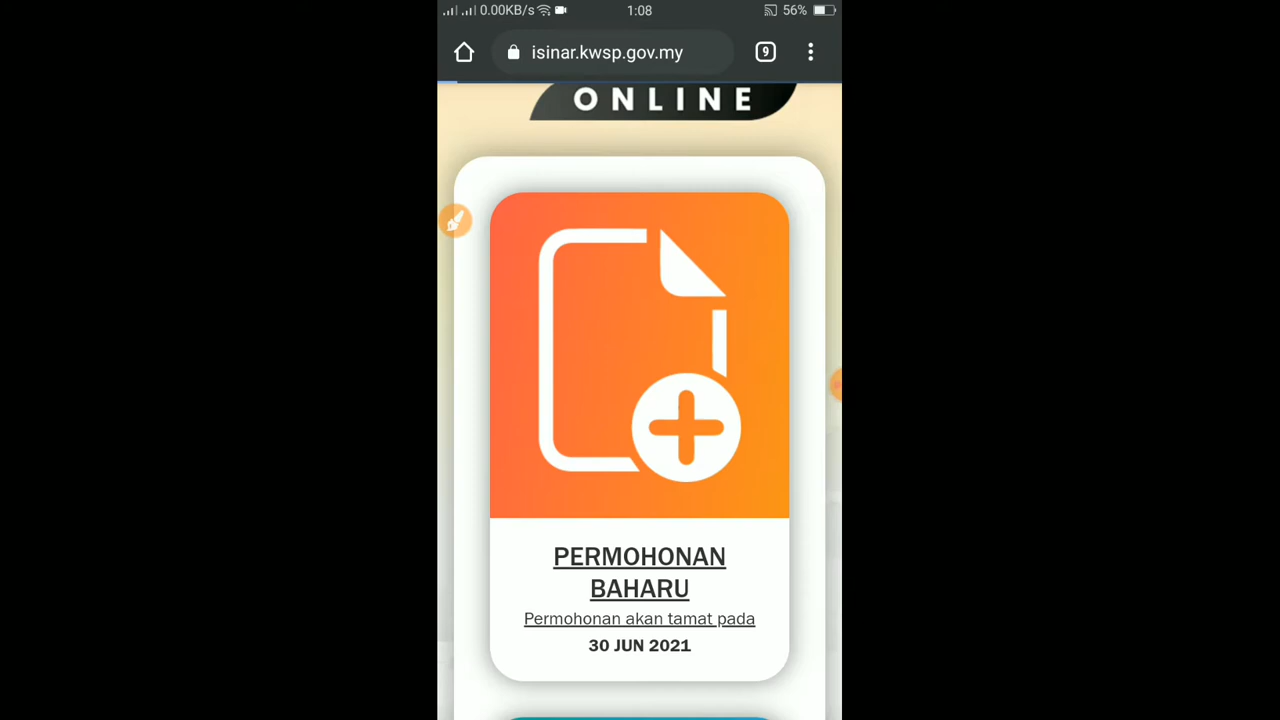 0.00KB/s 1:08 56%
isinar.kwsp.gov.my 9
ONLINE
PERMOHONAN
BAHARU
Permohonan akan tamat pada
30 JUN 2021